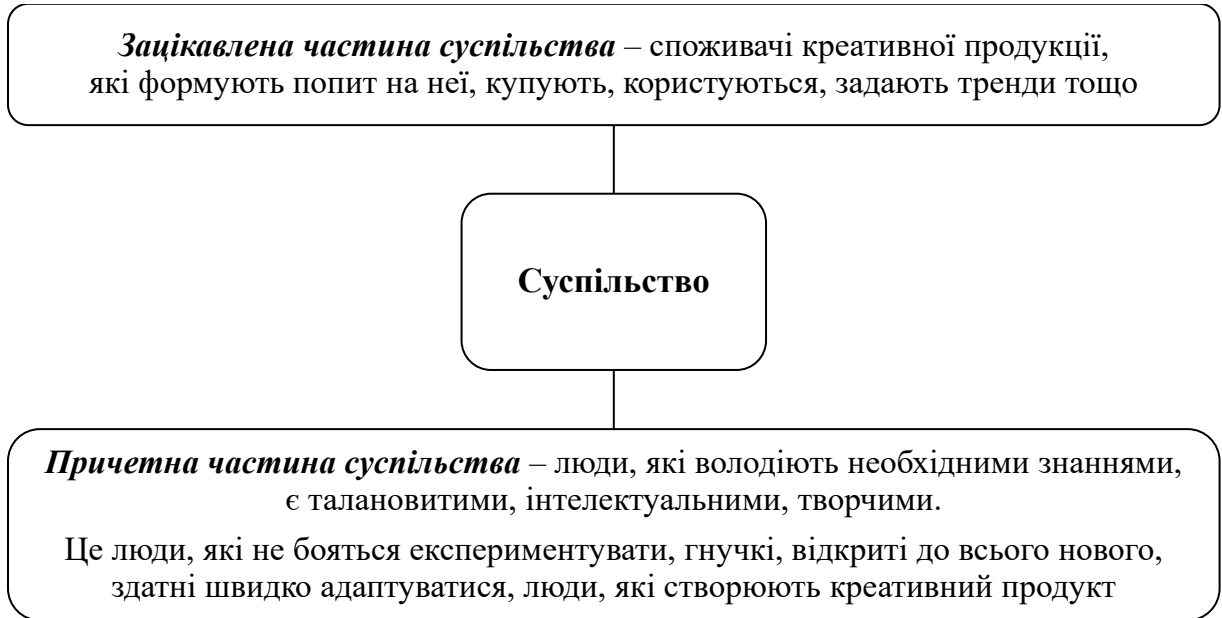 Зацікавлена частина суспільства – споживачі креативної продукції,
які формують попит на неї, купують, користуються, задають тренди тощо
Суспільство
Причетна частина суспільства – люди, які володіють необхідними знаннями,
є талановитими, інтелектуальними, творчими.
Це люди, які не бояться експериментувати, гнучкі, відкриті до всього нового,
здатні швидко адаптуватися, люди, які створюють креативний продукт